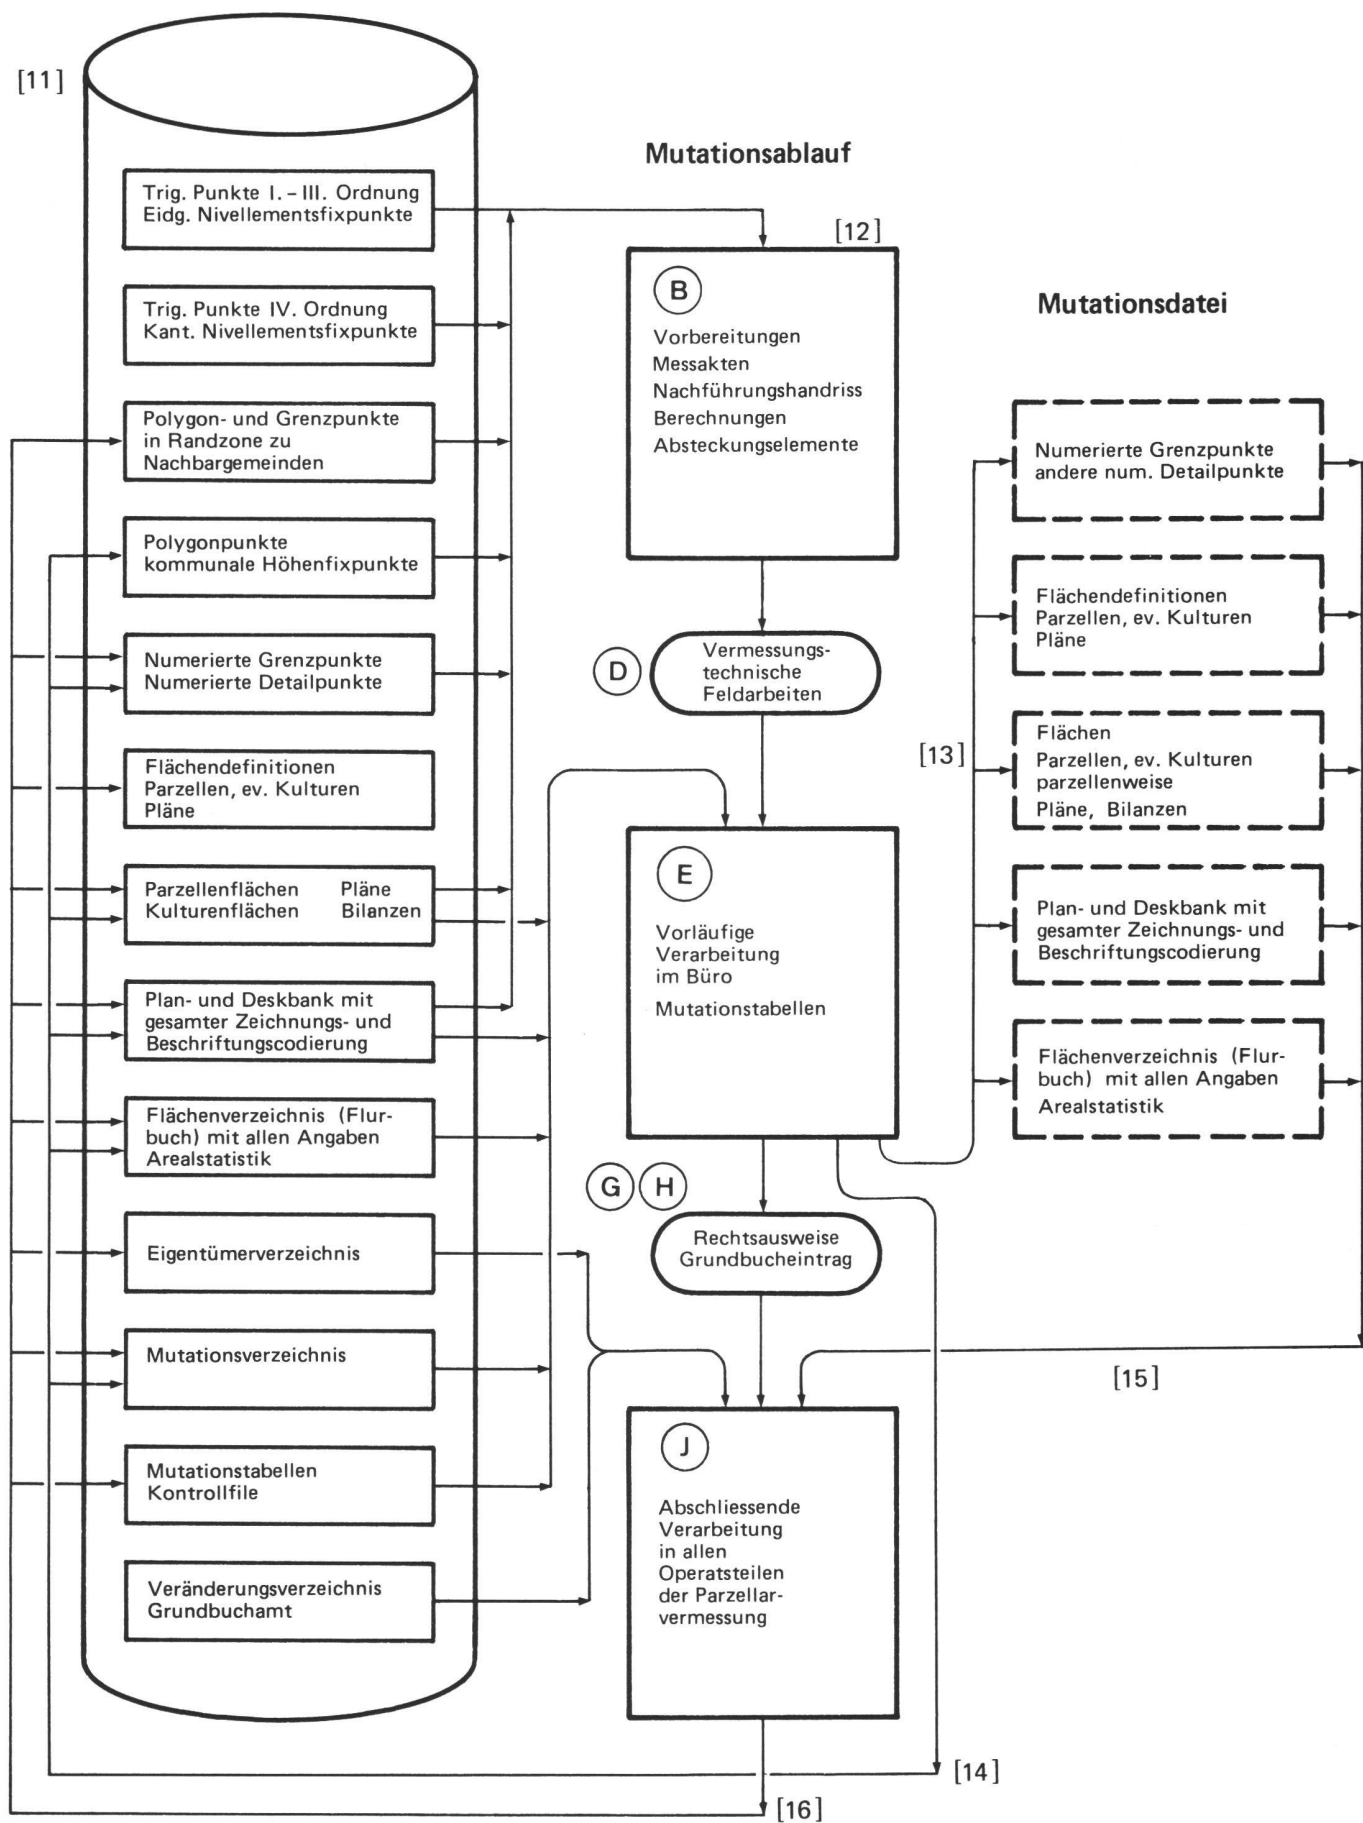 [11]
Trig. Punkte I. – III. Ordnung
Eidg. Nivellementsfixpunkte
Trig. Punkte IV. Ordnung
Kant. Nivellementsfixpunkte
Polygon- und Grenzpunkte
in Randzone zu
Nachbargemeinden
Polygonpunkte
kommunale Höhenfixpunkte
Numerierte Grenzpunkte
Numerierte Detailpunkte
Flächendefinitionen
Parzellen, ev. Kulturen
Pläne
Parzellenflächen Pläne
Kulturenflächen Bilanzen
Plan- und Deskbank mit
gesamter Zeichnungs- und
Beschriftungscodierung
Flächenverzeichnis (Flur-
buch) mit allen Angaben
Arealstatistik
Eigentümerverzeichnis
Mutationsverzeichnis
Mutationstabellen
Kontrollfile
Veränderungsverzeichnis
Grundbuchamt
Mutationsablauf
[12]
B
Vorbereitungen
Messakten
Nachführungshandriss
Berechnungen
Absteckungselemente
D
Vermessungs-
technische
Feldarbeiten
E
Vorläufige
Verarbeitung
im Büro
Mutationstabellen
G H
Rechtsausweise
Grundbucheintrag
J
Abschliessende
Verarbeitung
in allen
Operatsteilen
der Parzellar-
vermessung
Mutationsdatei
[13]
Numerierte Grenzpunkte
andere num. Detailpunkte
Flächendefinitionen
Parzellen, ev. Kulturen
Pläne
Flächen
Parzellen, ev. Kulturen
parzellenweise
Pläne, Bilanzen
Plan- und Deskbank mit
gesamter Zeichnungs- und
Beschriftungscodierung
Flächenverzeichnis (Flur-
buch) mit allen Angaben
Arealstatistik
[15]
[14]
[16]